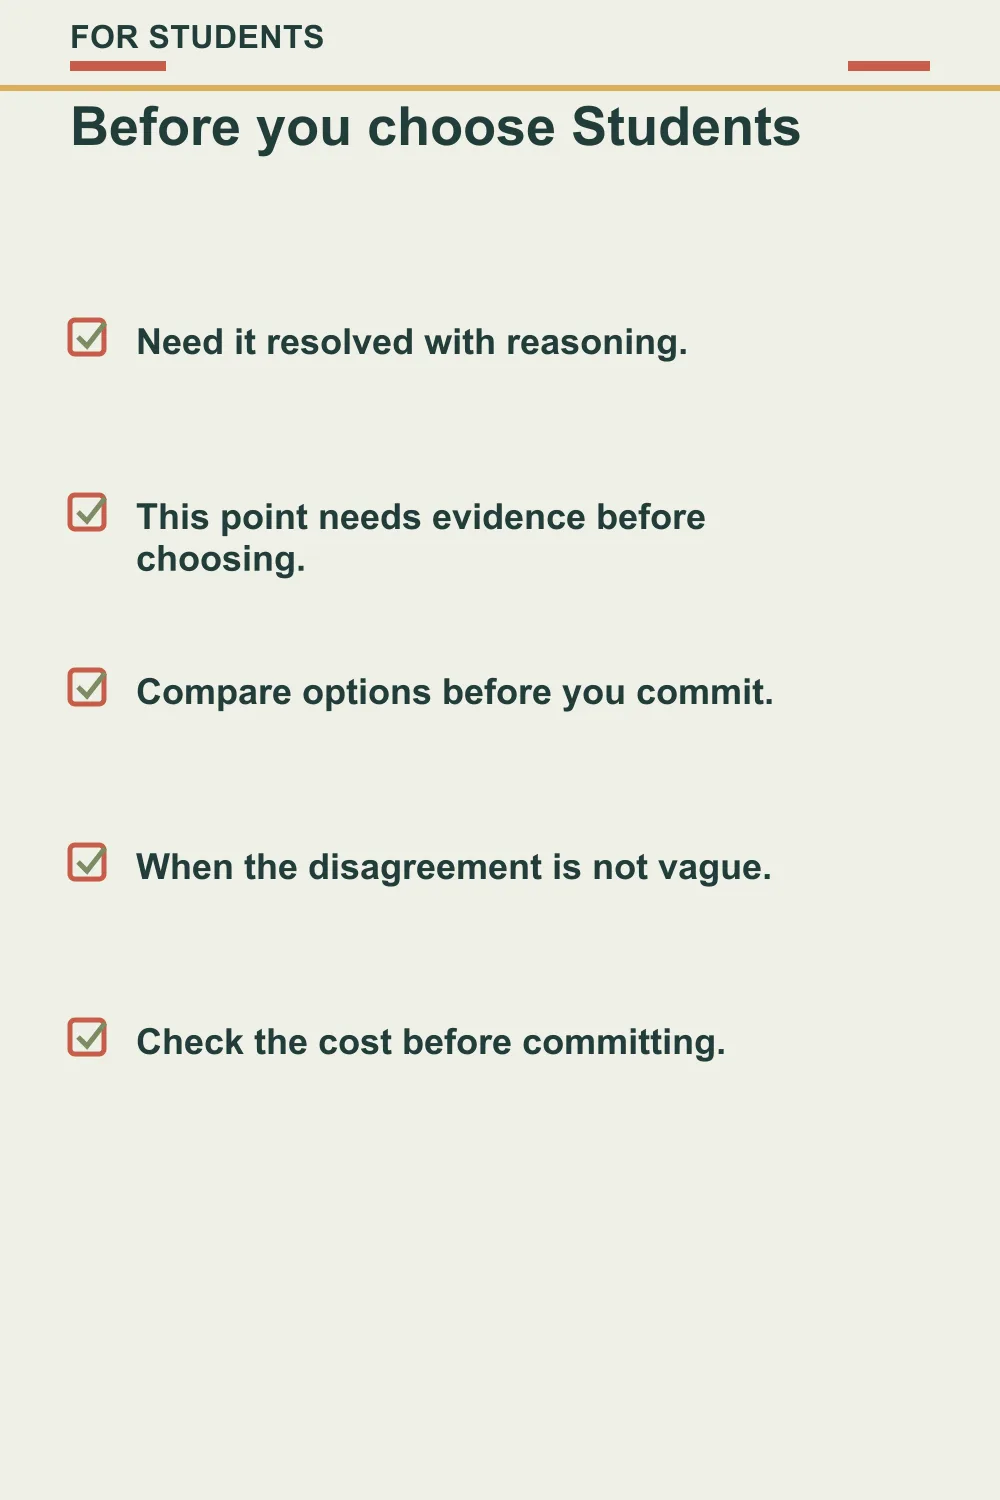 FOR STUDENTS
Before you choose Students
Need it resolved with reasoning.
This point needs evidence before
choosing.
Compare options before you commit.
When the disagreement is not vague.
Check the cost before committing.